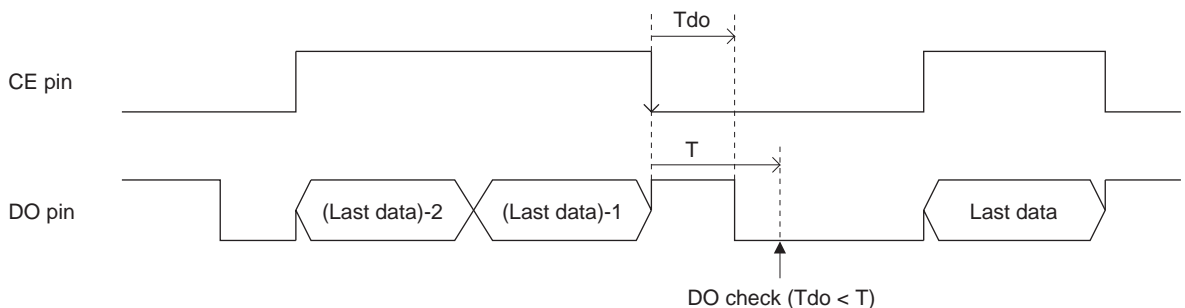 Tdo
CE pin
T
DO pin
(Last data)-2
(Last data)-1
Last data
DO check (Tdo < T)